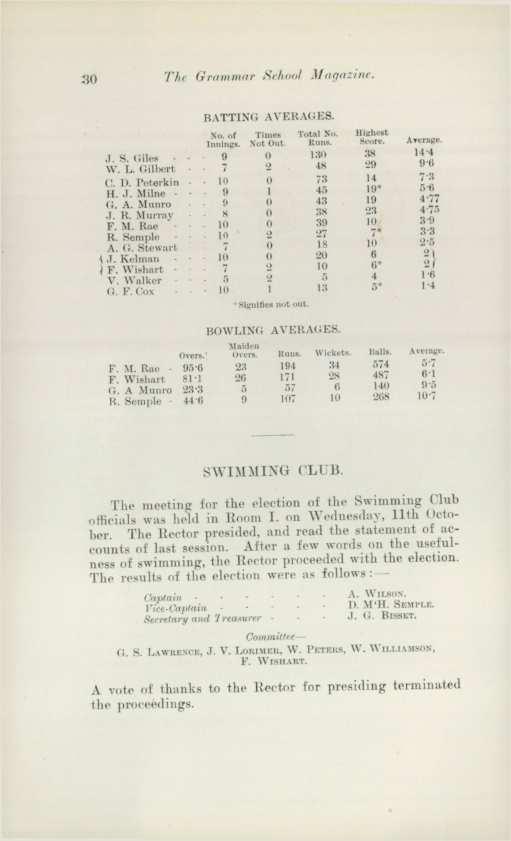 30 The Grammar School Magazine.
BATTING AVERAGES.
No. of Innings. Times Not Out. Total No. Runs. Highest Score. Average.
J. S. Giles - - - 9 0 130 38 14·4
W. L. Gilbert - - 7 2 48 29 9·6
C. D. Peterkin - - 10 0 73 14 7·3
H. J. Milne - - - 9 1 45 19* 5·6
G. A. Munro - - 9 0 43 19 4·77
J. R. Murray - - 8 0 38 23 4·75
F. M. Rae - - - 10 0 39 10 3·9
R. Semple - - - 10 2 27 7* 3·3
A. G. Stewart - - 7 0 18 10 2·5
{ J. Kelman - - - 10 0 20 6 2 }
{ F. Wishart - - - 7 2 10 6* 2 }
V. Walker - - - 5 2 5 4 1·6
G. F. Cox - - - 10 1 13 5* 1·4
*Signifies not out.
BOWLING AVERAGES.
Overs. Maiden Overs. Runs. Wickets. Balls. Average.
F. M. Rae - 95·6 23 194 34 574 5·7
F. Wishart 81·1 26 171 28 487 6·1
G. A Munro 23·3 5 57 6 140 9·5
R. Semple - 44·6 9 107 10 268 10·7
SWIMMING CLUB.
The meeting for the election of the Swimming Club
officials was held in Room I. on Wednesday, 11th Octo-
ber. The Rector presided, and read the statement of ac-
counts of last session. After a few words on the useful-
ness of swimming, the Rector proceeded with the election.
The results of the election were as follows:—
Captain - - - - - - A. Wilson.
Vice-Captain - - - - - D. M'H. Semple.
Secretary and Treasurer - - - J. G. Bisset.
Committee—
G. S. Lawrence, J. V. Lorimer, W. Peters, W. Williamson,
F. Wishart.
A vote of thanks to the Rector for presiding terminated
the proceedings.